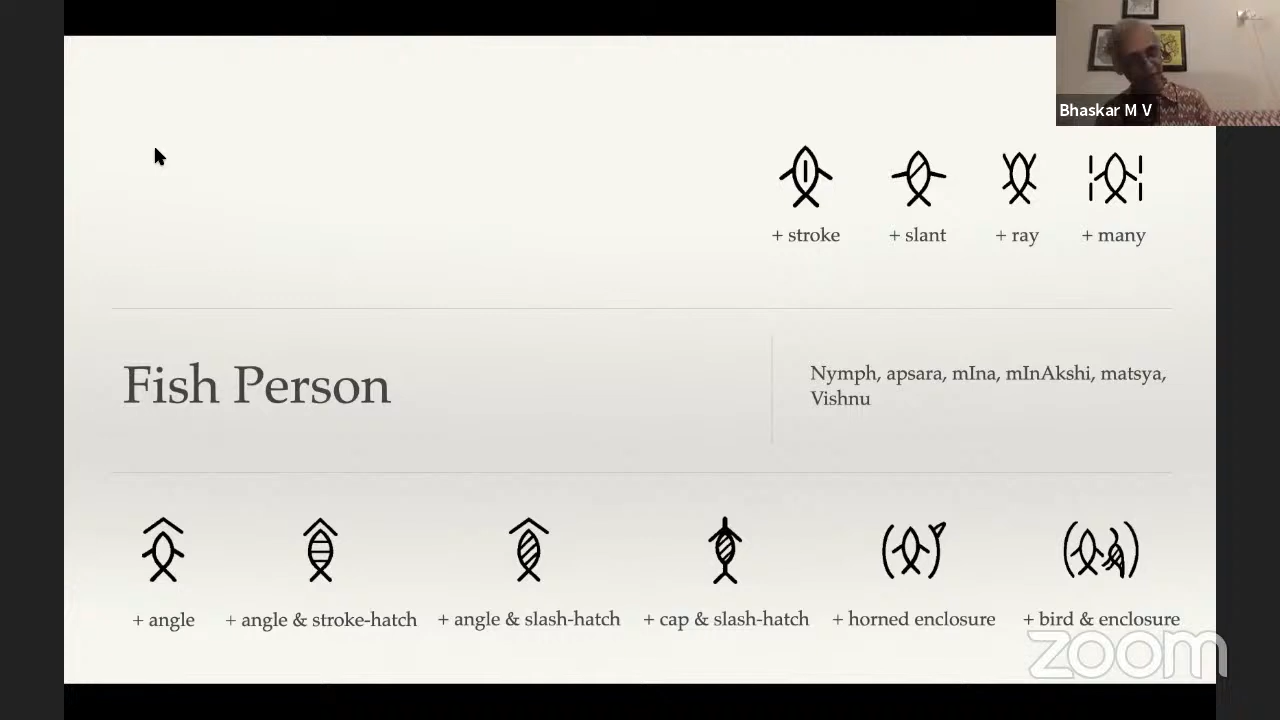 Bhaskar M V
+ stroke + slant + ray + many
Fish Person
Nymph, apsara, mIna, mInAkshi, matsya,
Vishnu
+ angle + angle & stroke-hatch + angle & slash-hatch + cap & slash-hatch + horned enclosure + bird & enclosure
zoom